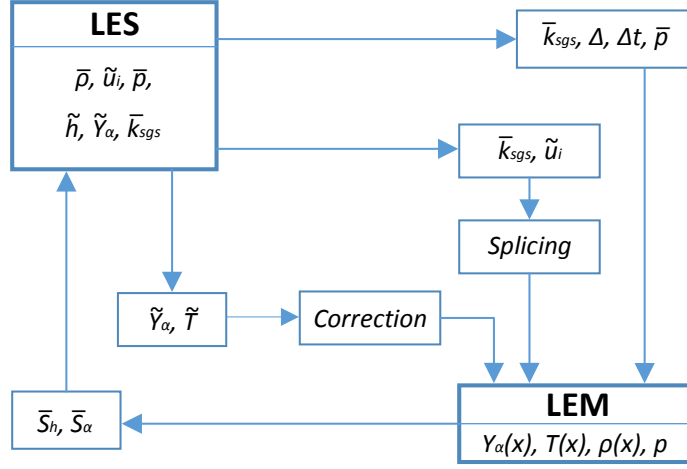 LES
ρ̅, ũᵢ, p̅,
h̃, Ỹα, k̅sgs
k̅sgs, Δ, Δt, p̅
k̅sgs, ũᵢ
Splicing
Ỹα, T̃
Correction
LEM
Yα(x), T(x), ρ(x), p
S̅h, S̅α